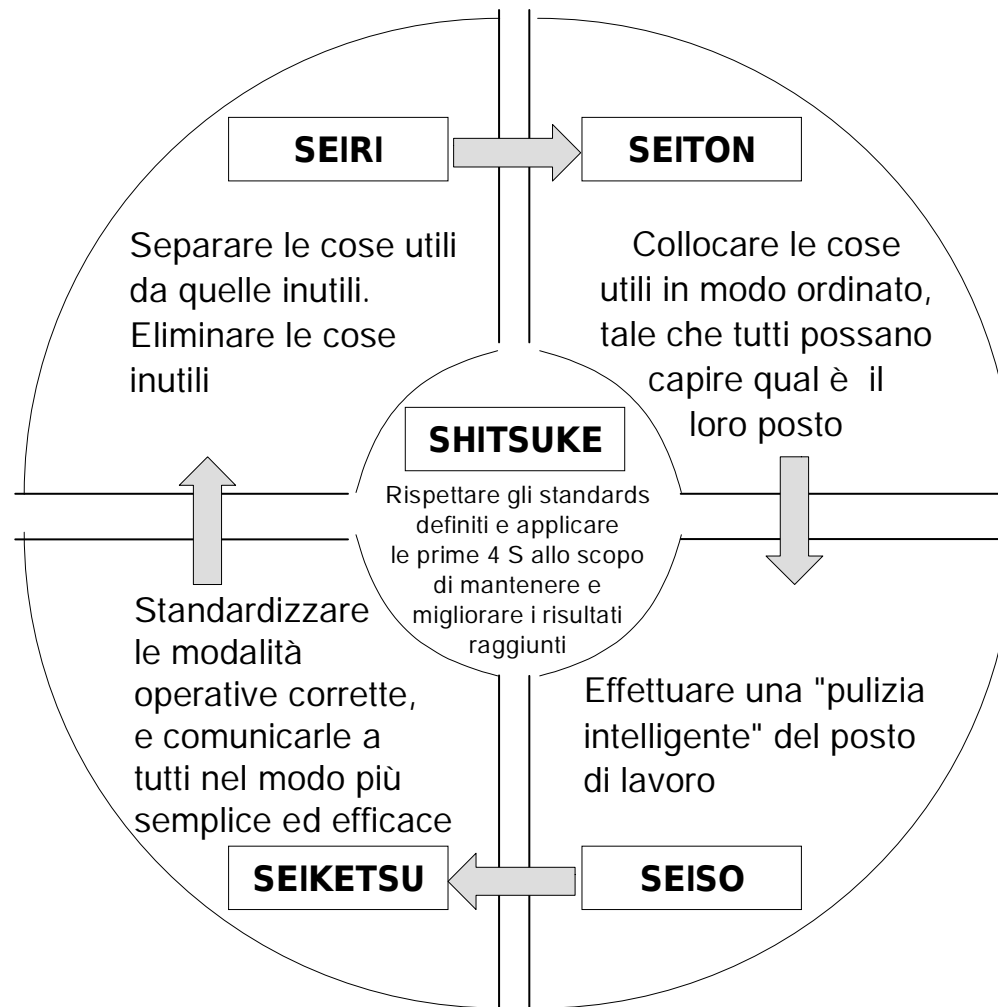 SEIRI
Separare le cose utili
da quelle inutili.
Eliminare le cose
inutili
SEITON
Collocare le cose
utili in modo ordinato,
tale che tutti possano
capire qual è il
loro posto
SHITSUKE
Rispettare gli standards
definiti e applicare
le prime 4 S allo scopo
di mantenere e
migliorare i risultati
raggiunti
Standardizzare
le modalità
operative corrette,
e comunicarle a
tutti nel modo più
semplice ed efficace
SEIKETSU
Effettuare una "pulizia
intelligente" del posto
di lavoro
SEISO